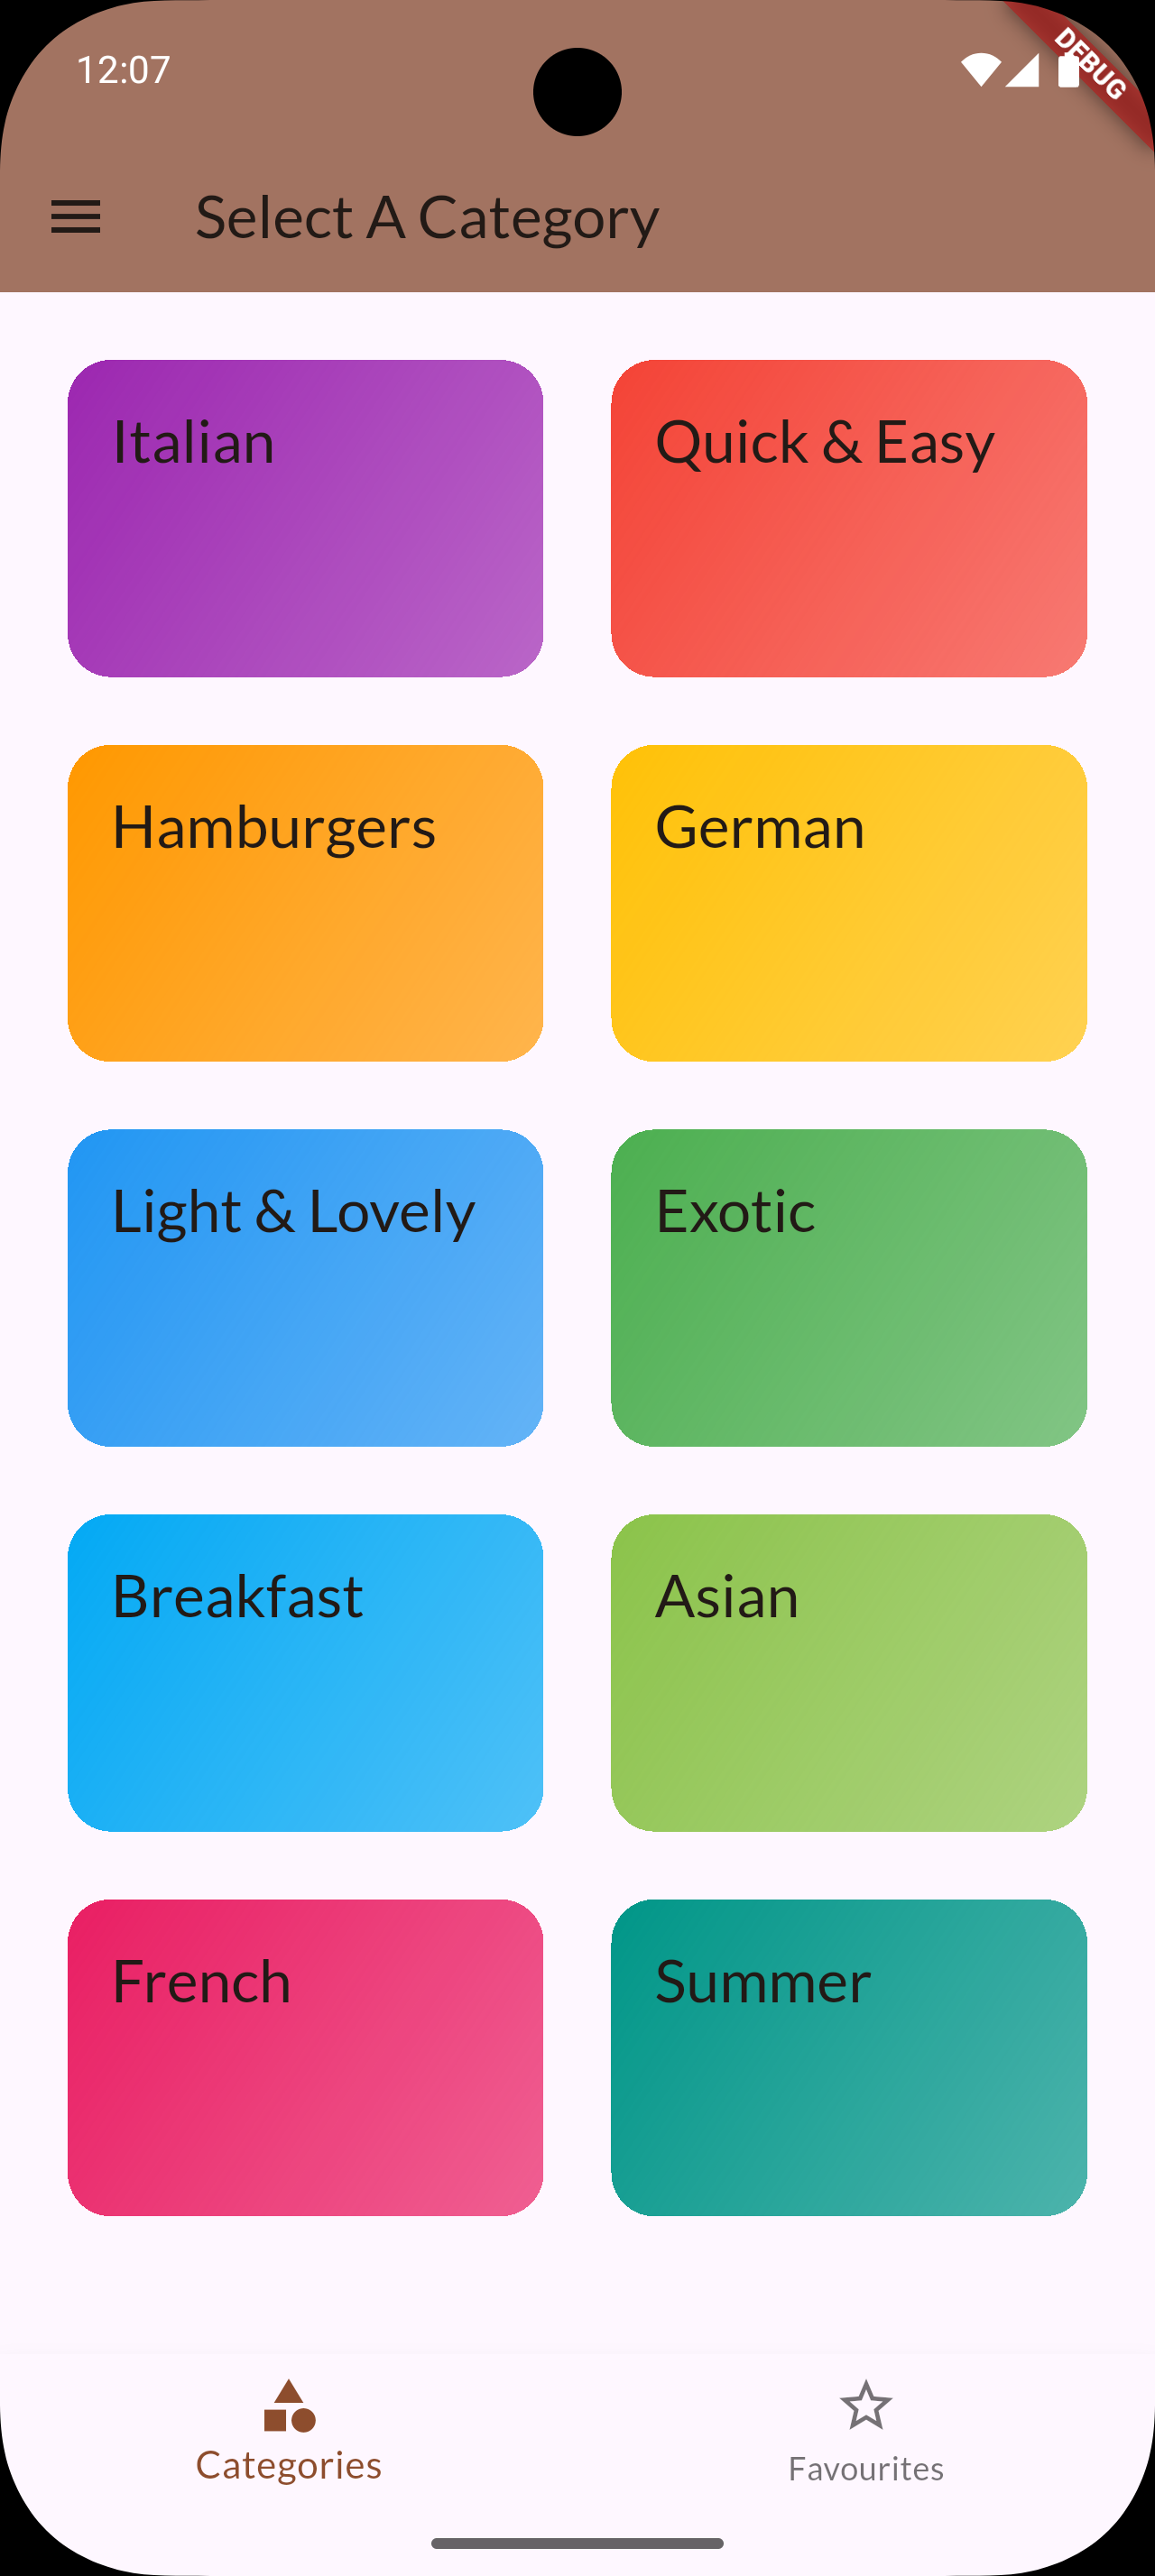 12:07
DEBUG
Select A Category
Italian
Quick & Easy
Hamburgers
German
Light & Lovely
Exotic
Breakfast
Asian
French
Summer
Categories
Favourites